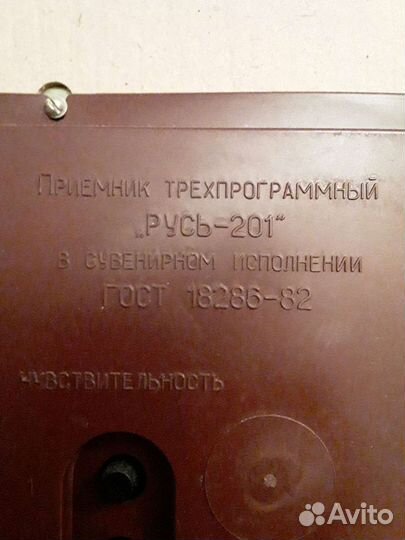 Приемник трехпрограммный
„РУСЬ-201"
в сувенирном исполнении
ГОСТ 18286-82
чувствительность
Avito